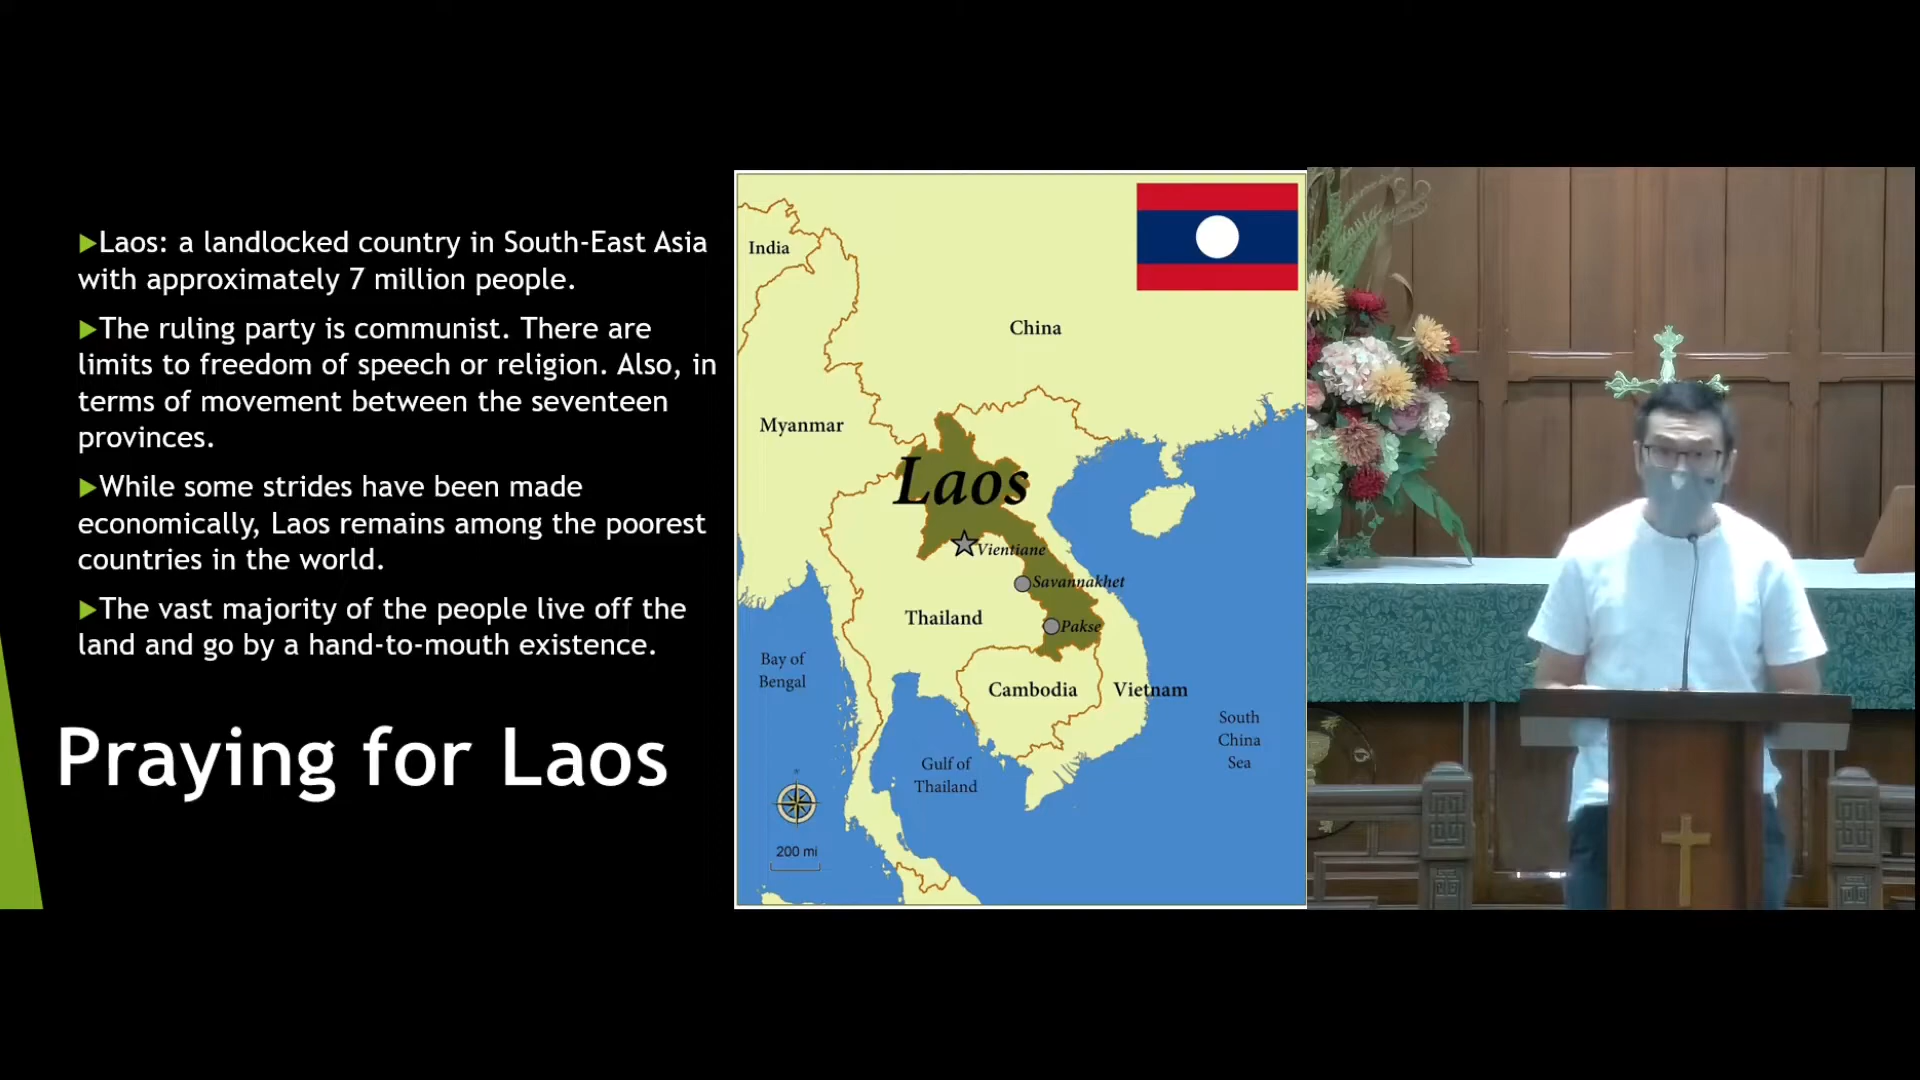 ▶Laos: a landlocked country in South-East Asia
with approximately 7 million people.
▶The ruling party is communist. There are
limits to freedom of speech or religion. Also, in
terms of movement between the seventeen
provinces.
▶While some strides have been made
economically, Laos remains among the poorest
countries in the world.
▶The vast majority of the people live off the
land and go by a hand-to-mouth existence.
Praying for Laos
India
China
Myanmar
Laos
Vientiane
Savannakhet
Thailand
Pakse
Bay of
Bengal
Cambodia
Vietnam
South
China
Sea
Gulf of
Thailand
N
200 mi